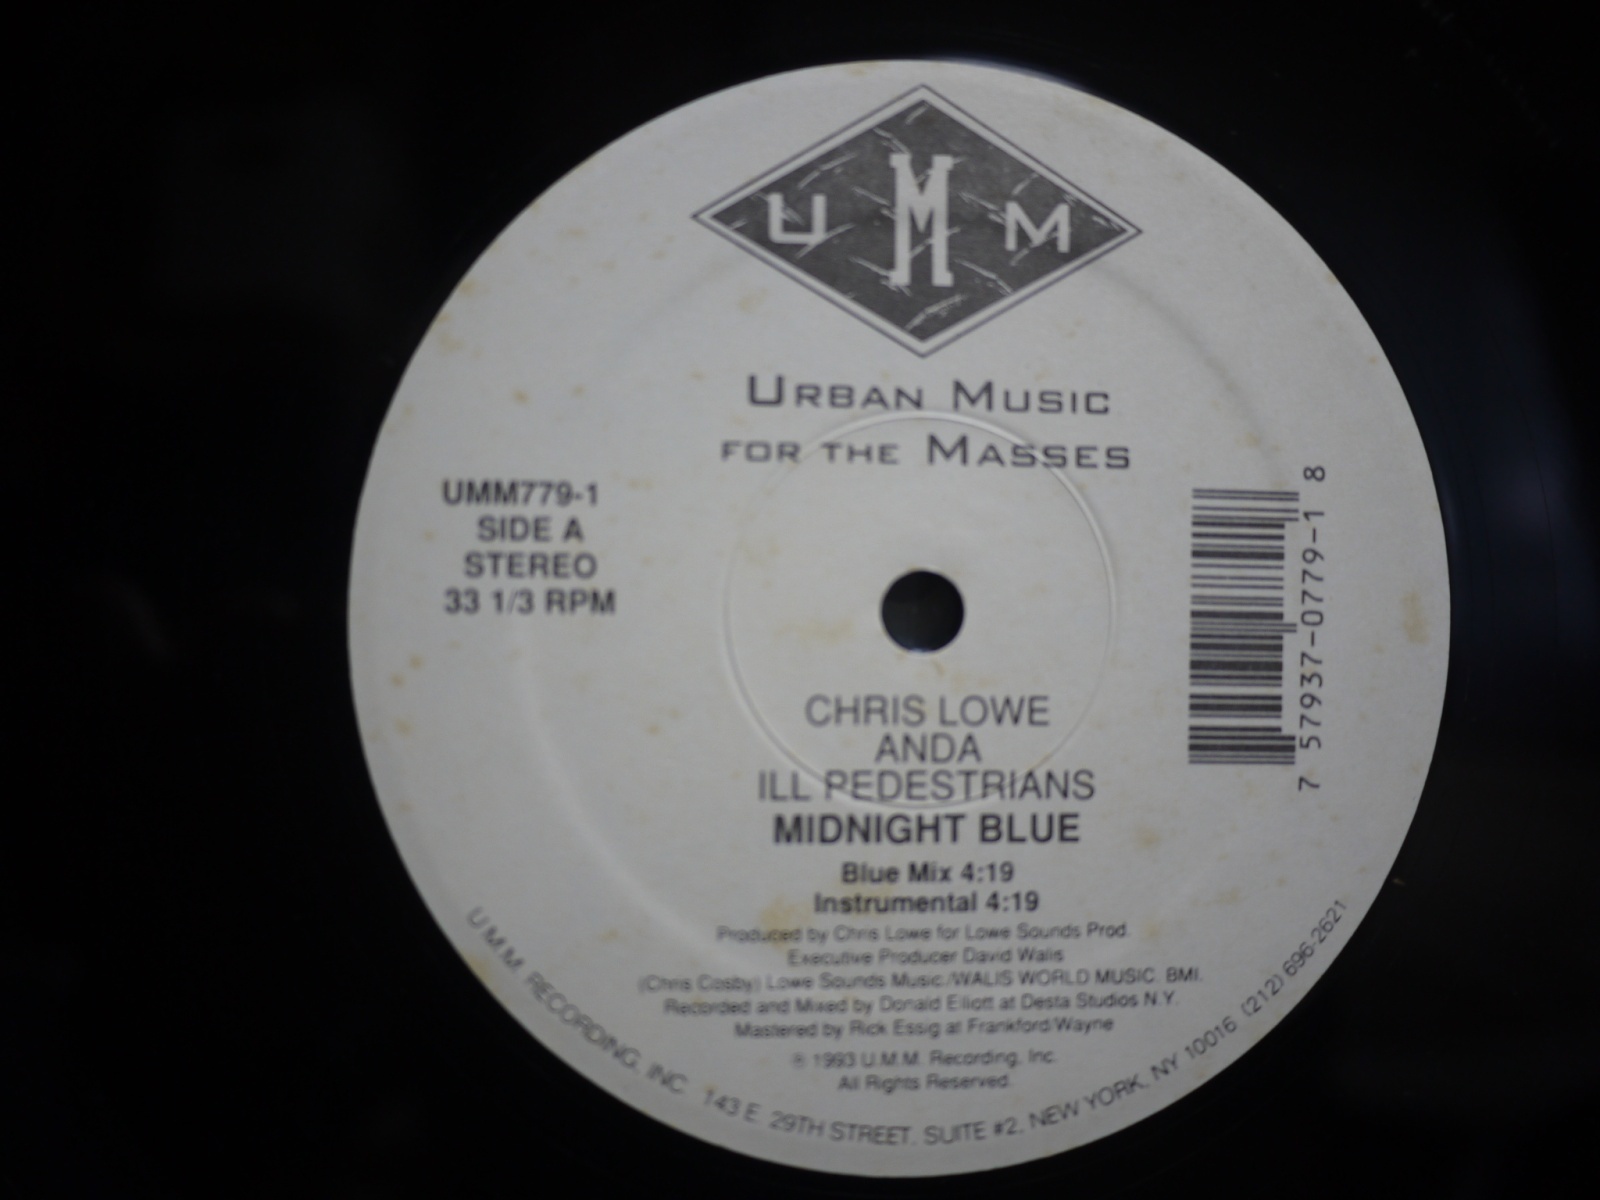 U M M
URBAN MUSIC
FOR THE MASSES
UMM779-1
SIDE A
STEREO
33 1/3 RPM
7 57937-0779-1 8
CHRIS LOWE
ANDA
ILL PEDESTRIANS
MIDNIGHT BLUE
Blue Mix 4:19
Instrumental 4:19
Produced by Chris Lowe for Lowe Sounds Prod.
Executive Producer David Walis
(Chris Cosby) Lowe Sounds Music/WALIS WORLD MUSIC BMI.
Recorded and Mixed by Donald Elliott at Desta Studios N.Y.
Mastered by Rick Essig at Frankford/Wayne
℗ 1993 U.M.M. Recording, Inc.
All Rights Reserved.
U.M.M. RECORDING, INC 143 E 29TH STREET, SUITE #2, NEW YORK, NY 10016 (212) 696-2621